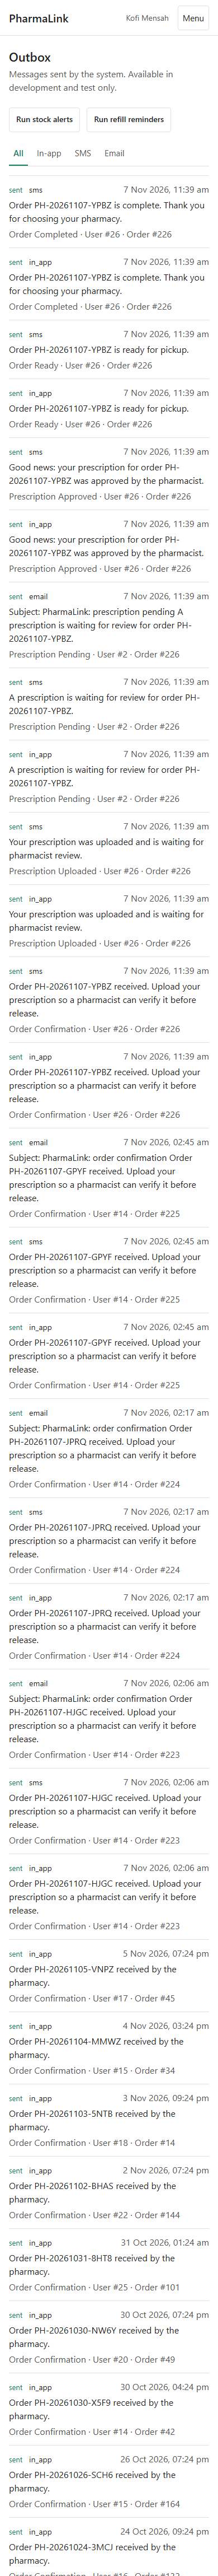 PharmaLink
Kofi Mensah
Menu
Outbox
Messages sent by the system. Available in
development and test only.
Run stock alerts
Run refill reminders
All
In-app
SMS
Email
sent sms 7 Nov 2026, 11:39 am
Order PH-20261107-YPBZ is complete. Thank you
for choosing your pharmacy.
Order Completed · User #26 · Order #226
sent in_app 7 Nov 2026, 11:39 am
Order PH-20261107-YPBZ is complete. Thank you
for choosing your pharmacy.
Order Completed · User #26 · Order #226
sent sms 7 Nov 2026, 11:39 am
Order PH-20261107-YPBZ is ready for pickup.
Order Ready · User #26 · Order #226
sent in_app 7 Nov 2026, 11:39 am
Order PH-20261107-YPBZ is ready for pickup.
Order Ready · User #26 · Order #226
sent sms 7 Nov 2026, 11:39 am
Good news: your prescription for order PH-
20261107-YPBZ was approved by the pharmacist.
Prescription Approved · User #26 · Order #226
sent in_app 7 Nov 2026, 11:39 am
Good news: your prescription for order PH-
20261107-YPBZ was approved by the pharmacist.
Prescription Approved · User #26 · Order #226
sent email 7 Nov 2026, 11:39 am
Subject: PharmaLink: prescription pending A
prescription is waiting for review for order PH-
20261107-YPBZ.
Prescription Pending · User #2 · Order #226
sent sms 7 Nov 2026, 11:39 am
A prescription is waiting for review for order PH-
20261107-YPBZ.
Prescription Pending · User #2 · Order #226
sent in_app 7 Nov 2026, 11:39 am
A prescription is waiting for review for order PH-
20261107-YPBZ.
Prescription Pending · User #2 · Order #226
sent sms 7 Nov 2026, 11:39 am
Your prescription was uploaded and is waiting for
pharmacist review.
Prescription Uploaded · User #26 · Order #226
sent in_app 7 Nov 2026, 11:39 am
Your prescription was uploaded and is waiting for
pharmacist review.
Prescription Uploaded · User #26 · Order #226
sent sms 7 Nov 2026, 11:39 am
Order PH-20261107-YPBZ received. Upload your
prescription so a pharmacist can verify it before
release.
Order Confirmation · User #26 · Order #226
sent in_app 7 Nov 2026, 11:39 am
Order PH-20261107-YPBZ received. Upload your
prescription so a pharmacist can verify it before
release.
Order Confirmation · User #26 · Order #226
sent email 7 Nov 2026, 02:45 am
Subject: PharmaLink: order confirmation Order
PH-20261107-GPYF received. Upload your
prescription so a pharmacist can verify it before
release.
Order Confirmation · User #14 · Order #225
sent sms 7 Nov 2026, 02:45 am
Order PH-20261107-GPYF received. Upload your
prescription so a pharmacist can verify it before
release.
Order Confirmation · User #14 · Order #225
sent in_app 7 Nov 2026, 02:45 am
Order PH-20261107-GPYF received. Upload your
prescription so a pharmacist can verify it before
release.
Order Confirmation · User #14 · Order #225
sent email 7 Nov 2026, 02:17 am
Subject: PharmaLink: order confirmation Order
PH-20261107-JPRQ received. Upload your
prescription so a pharmacist can verify it before
release.
Order Confirmation · User #14 · Order #224
sent sms 7 Nov 2026, 02:17 am
Order PH-20261107-JPRQ received. Upload your
prescription so a pharmacist can verify it before
release.
Order Confirmation · User #14 · Order #224
sent in_app 7 Nov 2026, 02:17 am
Order PH-20261107-JPRQ received. Upload your
prescription so a pharmacist can verify it before
release.
Order Confirmation · User #14 · Order #224
sent email 7 Nov 2026, 02:06 am
Subject: PharmaLink: order confirmation Order
PH-20261107-HJGC received. Upload your
prescription so a pharmacist can verify it before
release.
Order Confirmation · User #14 · Order #223
sent sms 7 Nov 2026, 02:06 am
Order PH-20261107-HJGC received. Upload your
prescription so a pharmacist can verify it before
release.
Order Confirmation · User #14 · Order #223
sent in_app 7 Nov 2026, 02:06 am
Order PH-20261107-HJGC received. Upload your
prescription so a pharmacist can verify it before
release.
Order Confirmation · User #14 · Order #223
sent in_app 5 Nov 2026, 07:24 pm
Order PH-20261105-VNPZ received by the
pharmacy.
Order Confirmation · User #17 · Order #45
sent in_app 4 Nov 2026, 03:24 pm
Order PH-20261104-MMWZ received by the
pharmacy.
Order Confirmation · User #15 · Order #34
sent in_app 3 Nov 2026, 09:24 pm
Order PH-20261103-5NTB received by the
pharmacy.
Order Confirmation · User #18 · Order #14
sent in_app 2 Nov 2026, 07:24 pm
Order PH-20261102-BHAS received by the
pharmacy.
Order Confirmation · User #22 · Order #144
sent in_app 31 Oct 2026, 01:24 am
Order PH-20261031-8HT8 received by the
pharmacy.
Order Confirmation · User #25 · Order #101
sent in_app 30 Oct 2026, 07:24 pm
Order PH-20261030-NW6Y received by the
pharmacy.
Order Confirmation · User #20 · Order #49
sent in_app 30 Oct 2026, 04:24 pm
Order PH-20261030-X5F9 received by the
pharmacy.
Order Confirmation · User #14 · Order #42
sent in_app 26 Oct 2026, 07:24 pm
Order PH-20261026-SCH6 received by the
pharmacy.
Order Confirmation · User #15 · Order #164
sent in_app 24 Oct 2026, 09:24 pm
Order PH-20261024-3MCJ received by the
pharmacy.